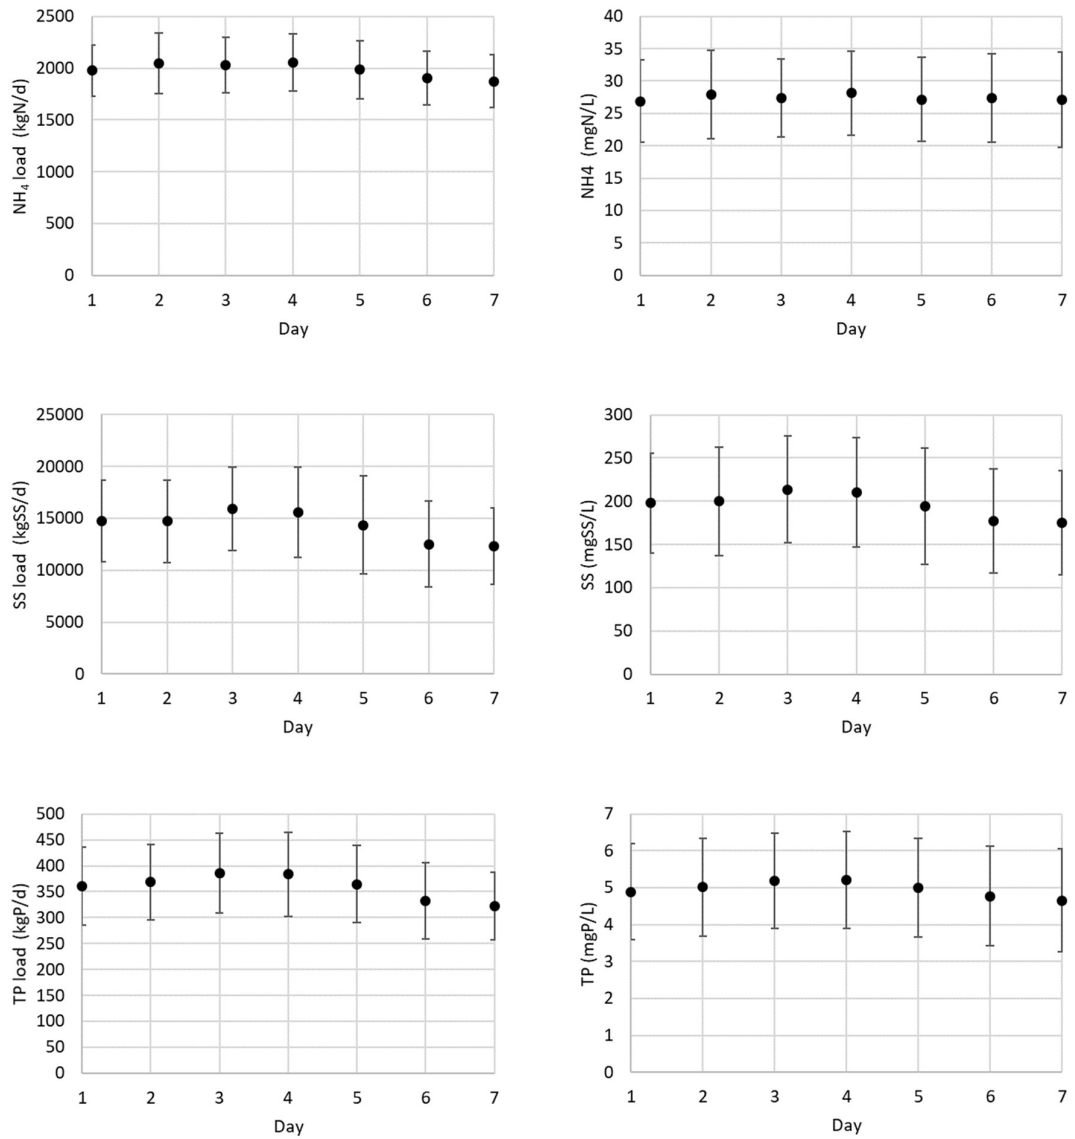 2500
2000
1500
1000
500
0
NH₄ load (kgN/d)
1 2 3 4 5 6 7
Day
40
35
30
25
20
15
10
5
0
NH4 (mgN/L)
1 2 3 4 5 6 7
Day
25000
20000
15000
10000
5000
0
SS load (kgSS/d)
1 2 3 4 5 6 7
Day
300
250
200
150
100
50
0
SS (mgSS/L)
1 2 3 4 5 6 7
Day
500
450
400
350
300
250
200
150
100
50
0
TP load (kgP/d)
1 2 3 4 5 6 7
Day
7
6
5
4
3
2
1
0
TP (mgP/L)
1 2 3 4 5 6 7
Day